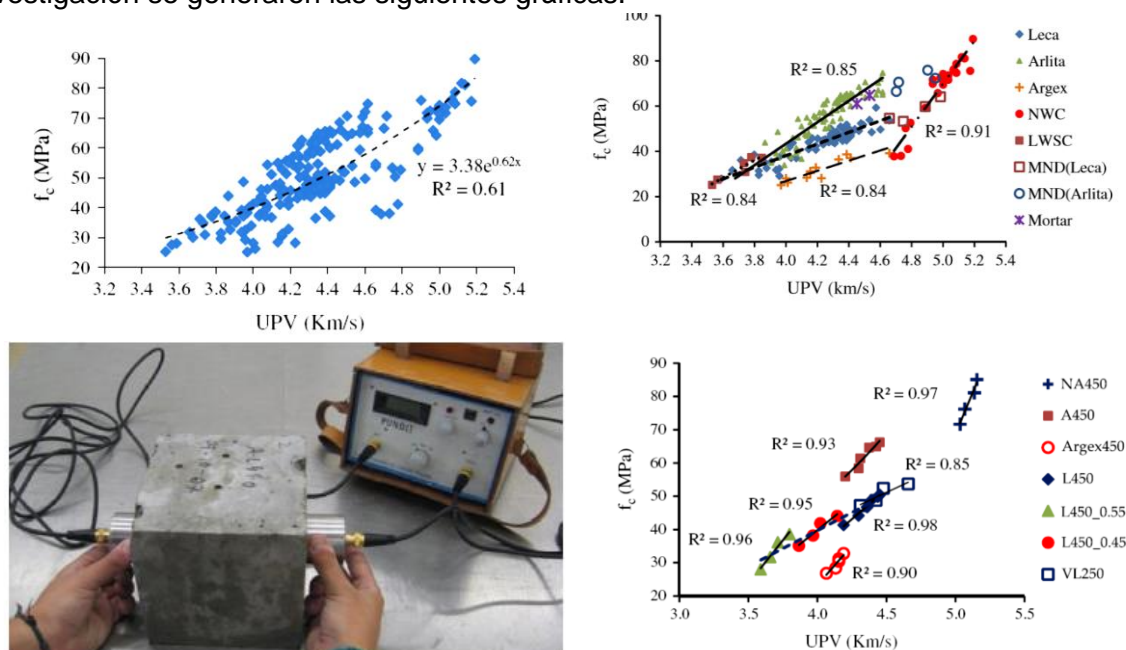 vestigación se generaron las siguientes gráficas.
90
80
70
60
50
40
30
20
f_c (MPa)
y = 3.38e^0.62x
R² = 0.61
3.2 3.4 3.6 3.8 4.0 4.2 4.4 4.6 4.8 5.0 5.2 5.4
UPV (Km/s)
100
80
60
40
20
0
f_c (MPa)
R² = 0.85
R² = 0.91
R² = 0.84
R² = 0.84
3.2 3.4 3.6 3.8 4.0 4.2 4.4 4.6 4.8 5.0 5.2 5.4
UPV (km/s)
Leca
Arlita
Argex
NWC
LWSC
MND(Leca)
MND(Arlita)
Mortar
PUNDIT
90
80
70
60
50
40
30
20
f_c (MPa)
R² = 0.97
R² = 0.93
R² = 0.85
R² = 0.95
R² = 0.98
R² = 0.96
R² = 0.90
3.0 3.5 4.0 4.5 5.0 5.5
UPV (Km/s)
NA450
A450
Argex450
L450
L450_0.55
L450_0.45
VL250